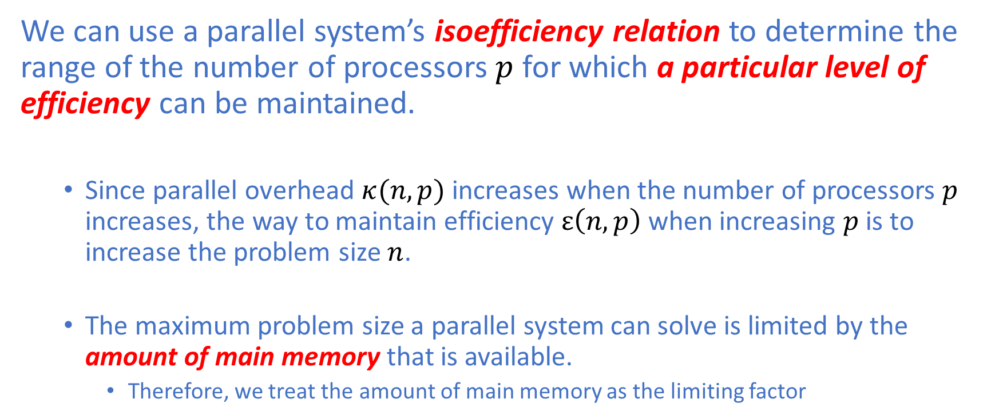 We can use a parallel system’s isoefficiency relation to determine the
range of the number of processors p for which a particular level of
efficiency can be maintained.
• Since parallel overhead κ(n, p) increases when the number of processors p
increases, the way to maintain efficiency ε(n, p) when increasing p is to
increase the problem size n.
• The maximum problem size a parallel system can solve is limited by the
amount of main memory that is available.
• Therefore, we treat the amount of main memory as the limiting factor